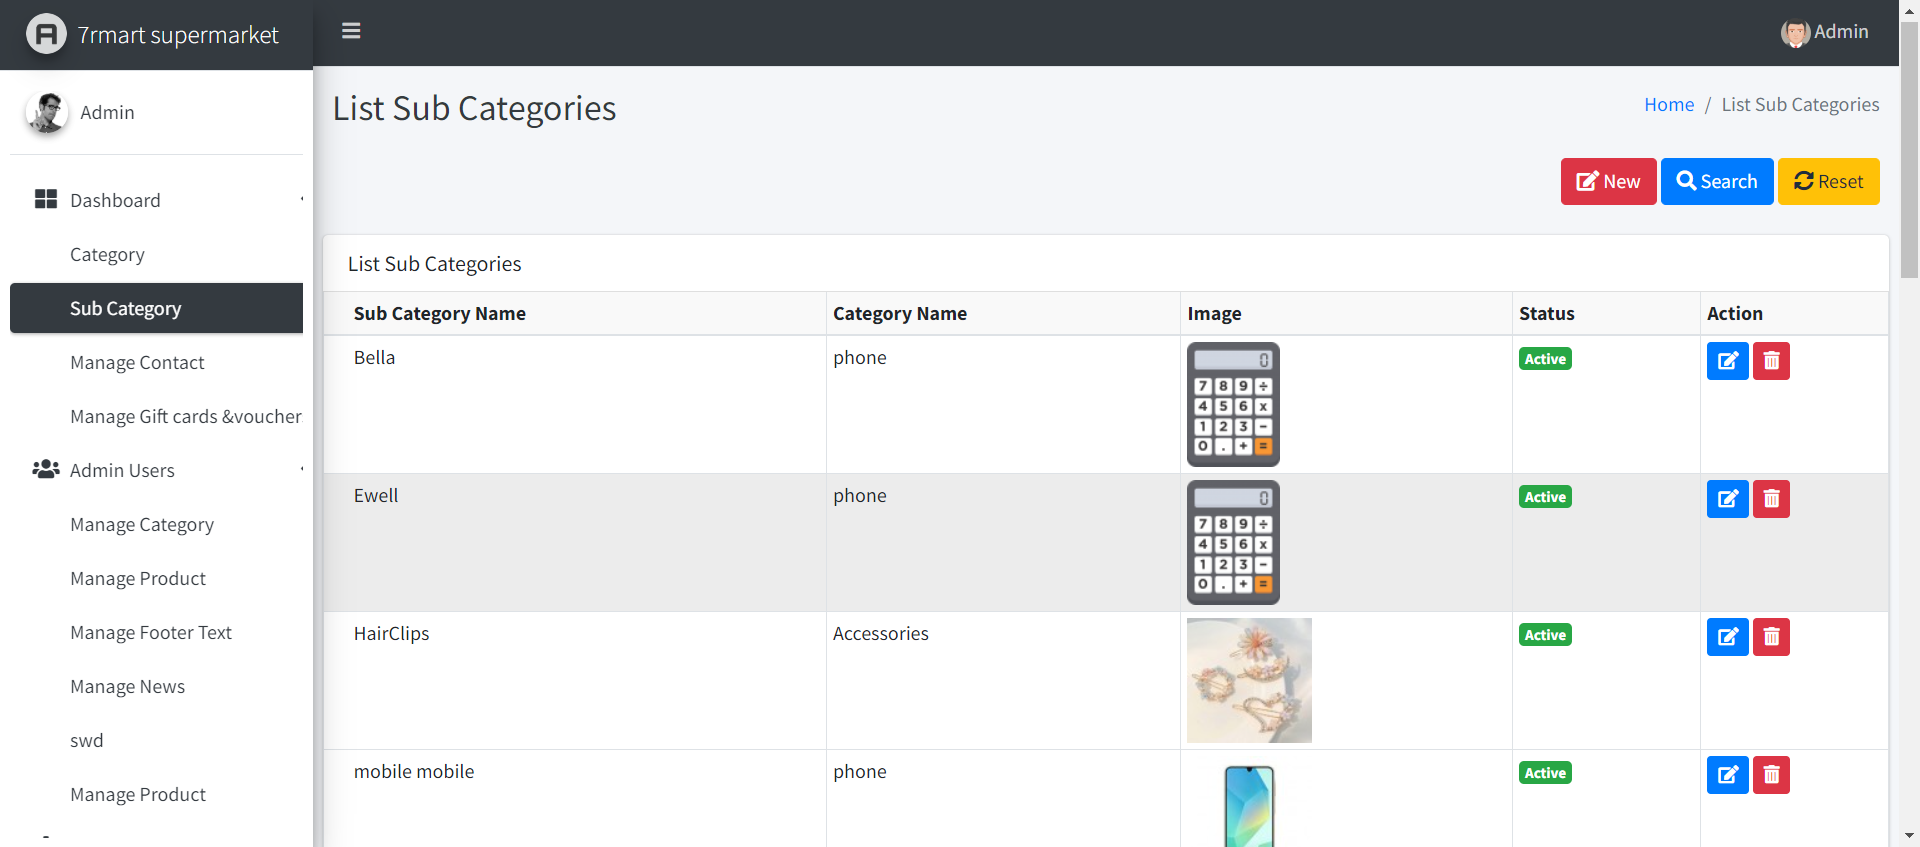 7rmart supermarket
Admin
Admin
List Sub Categories
Home / List Sub Categories
New
Search
Reset
Dashboard
Category
Sub Category
Manage Contact
Manage Gift cards &voucher
Admin Users
Manage Category
Manage Product
Manage Footer Text
Manage News
swd
Manage Product
List Sub Categories
Sub Category Name Category Name Image Status Action
Bella phone Active
0
7 8 9 ÷
4 5 6 x
1 2 3 −
0 . + =
Ewell phone Active
0
7 8 9 ÷
4 5 6 x
1 2 3 −
0 . + =
HairClips Accessories Active
mobile mobile phone Active